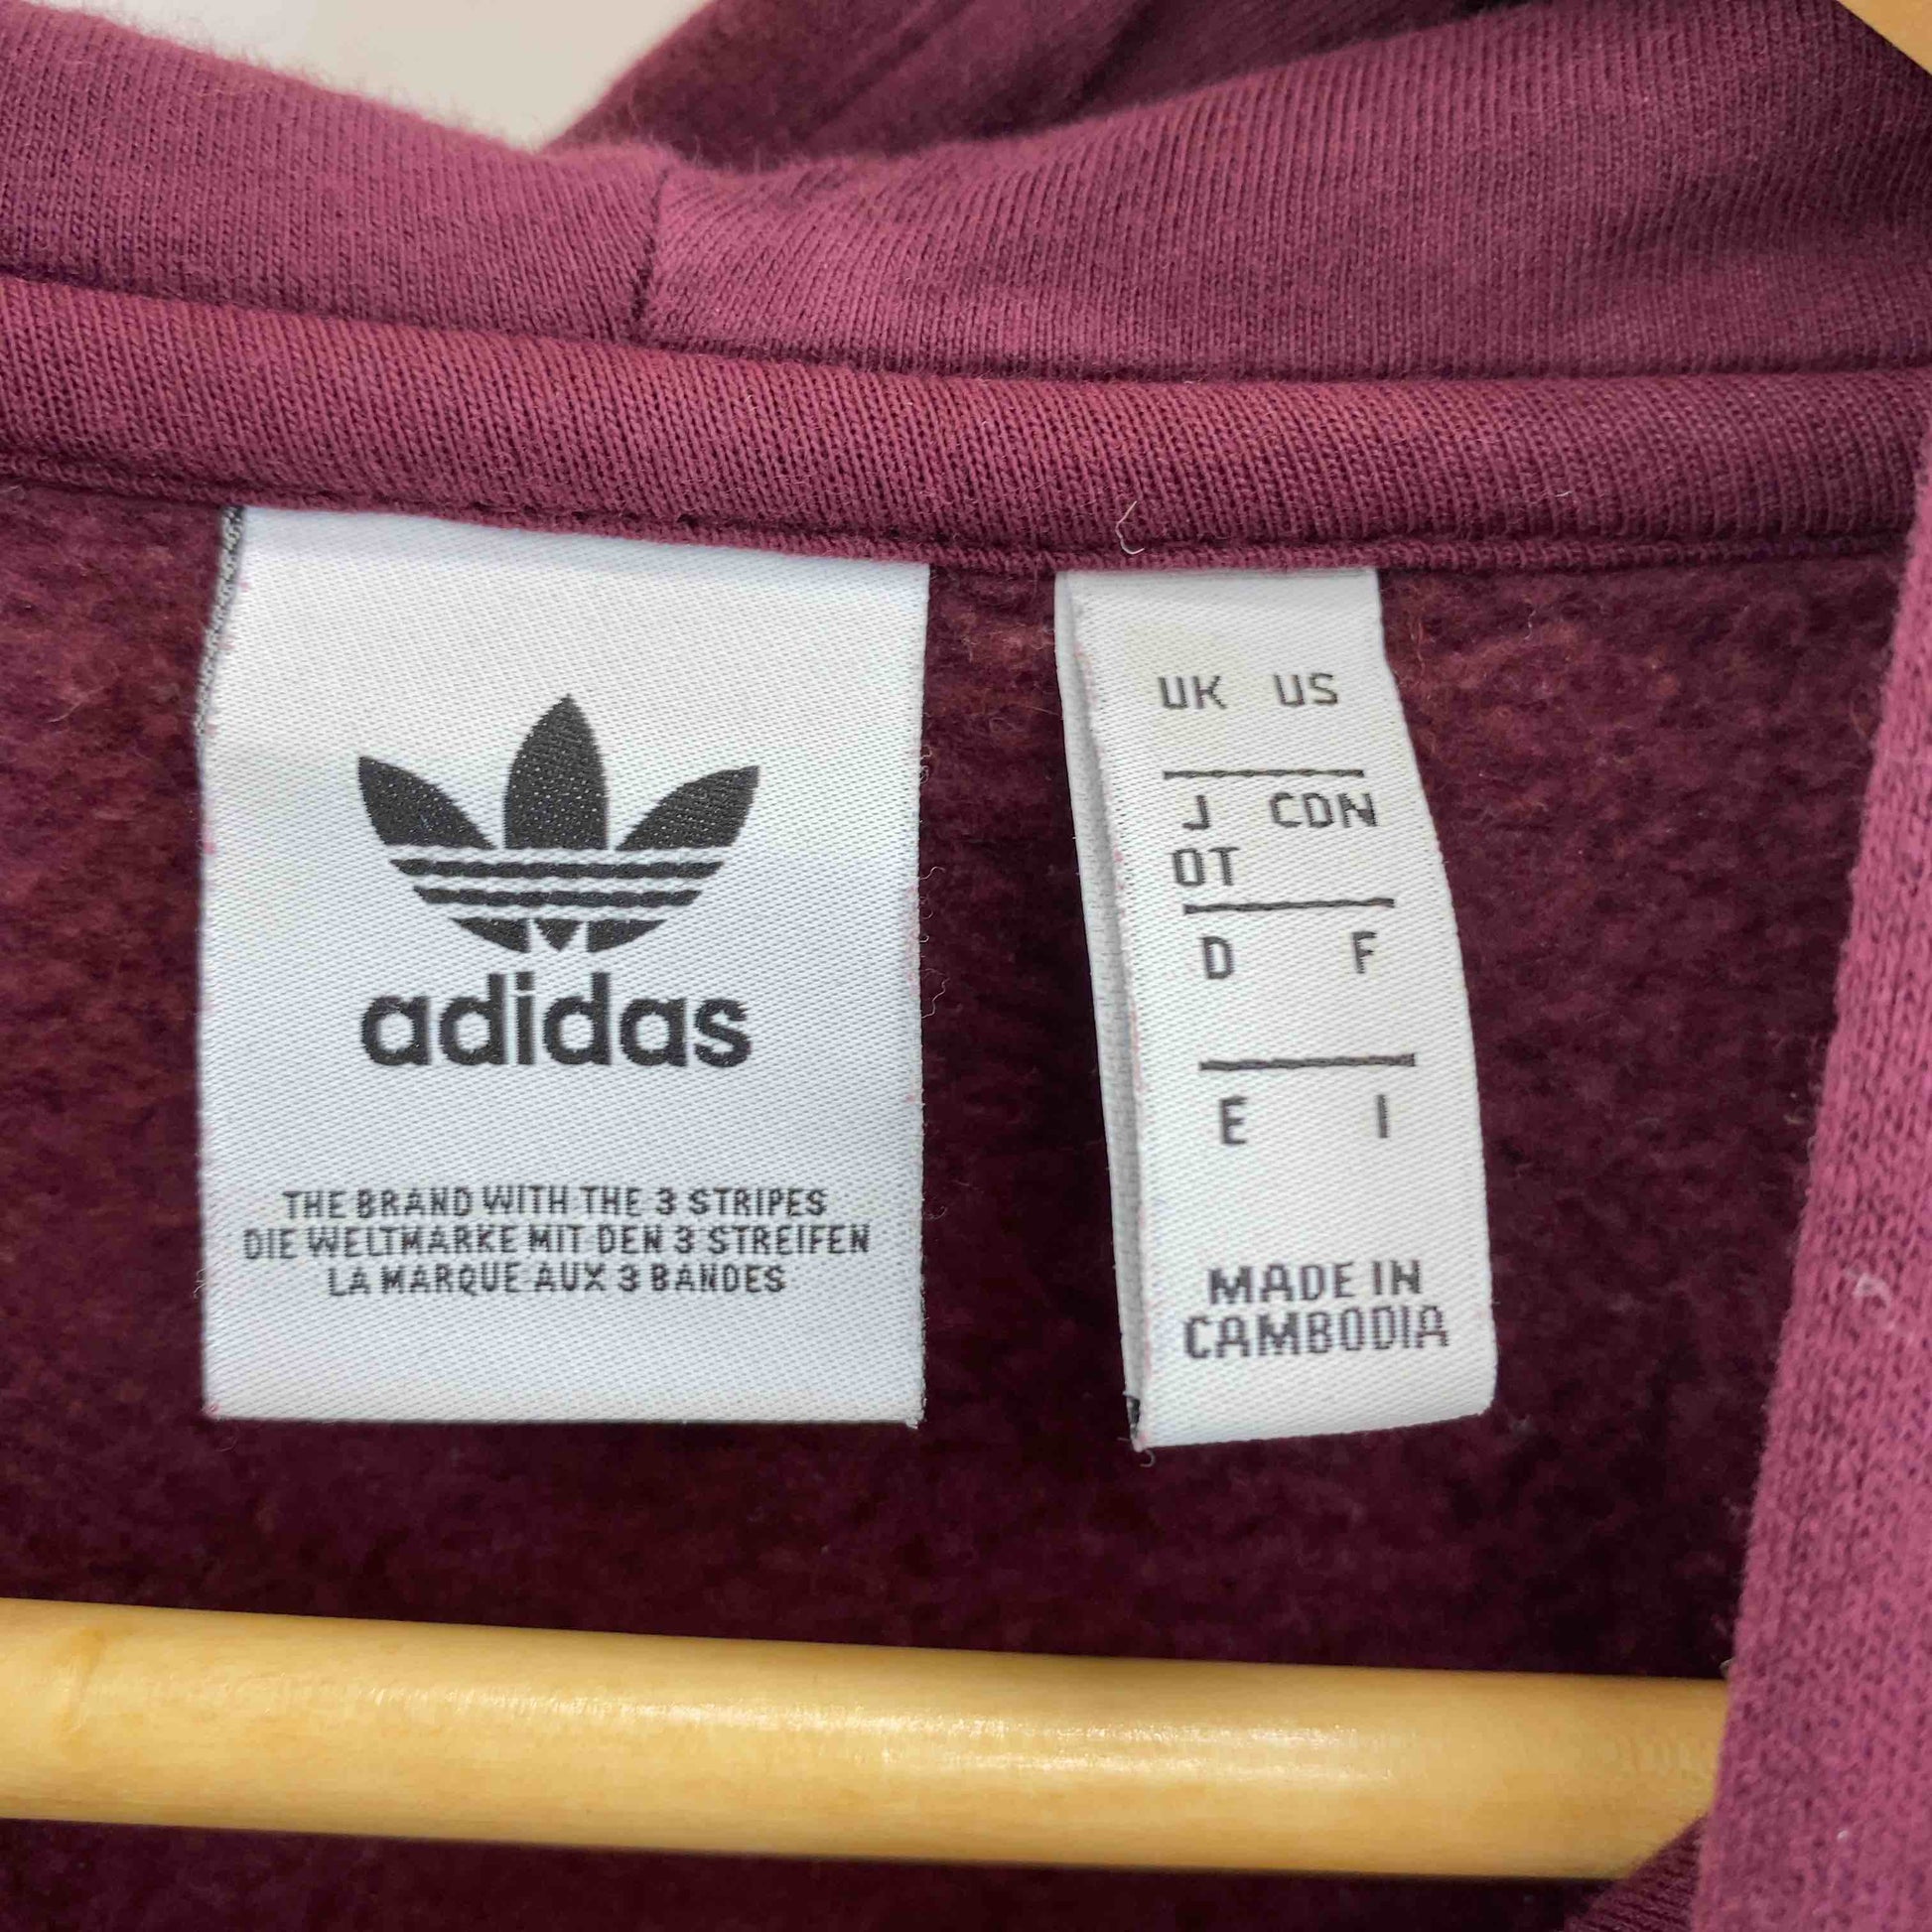 adidas
THE BRAND WITH THE 3 STRIPES
DIE WELTMARKE MIT DEN 3 STREIFEN
LA MARQUE AUX 3 BANDES
UK US
J CDN
OT
D F
E I
MADE IN
CAMBODIA